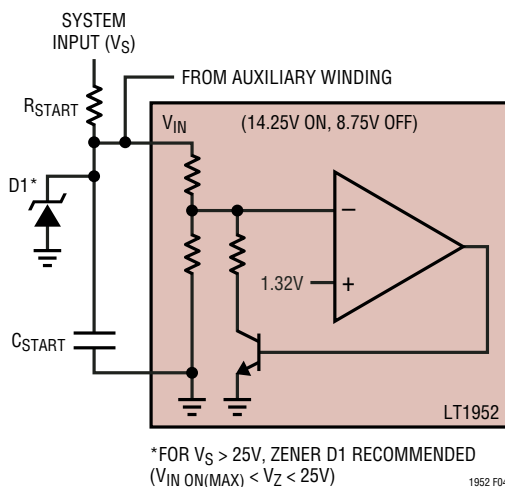 SYSTEM
INPUT (VS)
FROM AUXILIARY WINDING
RSTART
VIN
(14.25V ON, 8.75V OFF)
D1*
–
1.32V
+
CSTART
LT1952
*FOR VS > 25V, ZENER D1 RECOMMENDED
(VIN ON(MAX) < VZ < 25V)
1952 F04